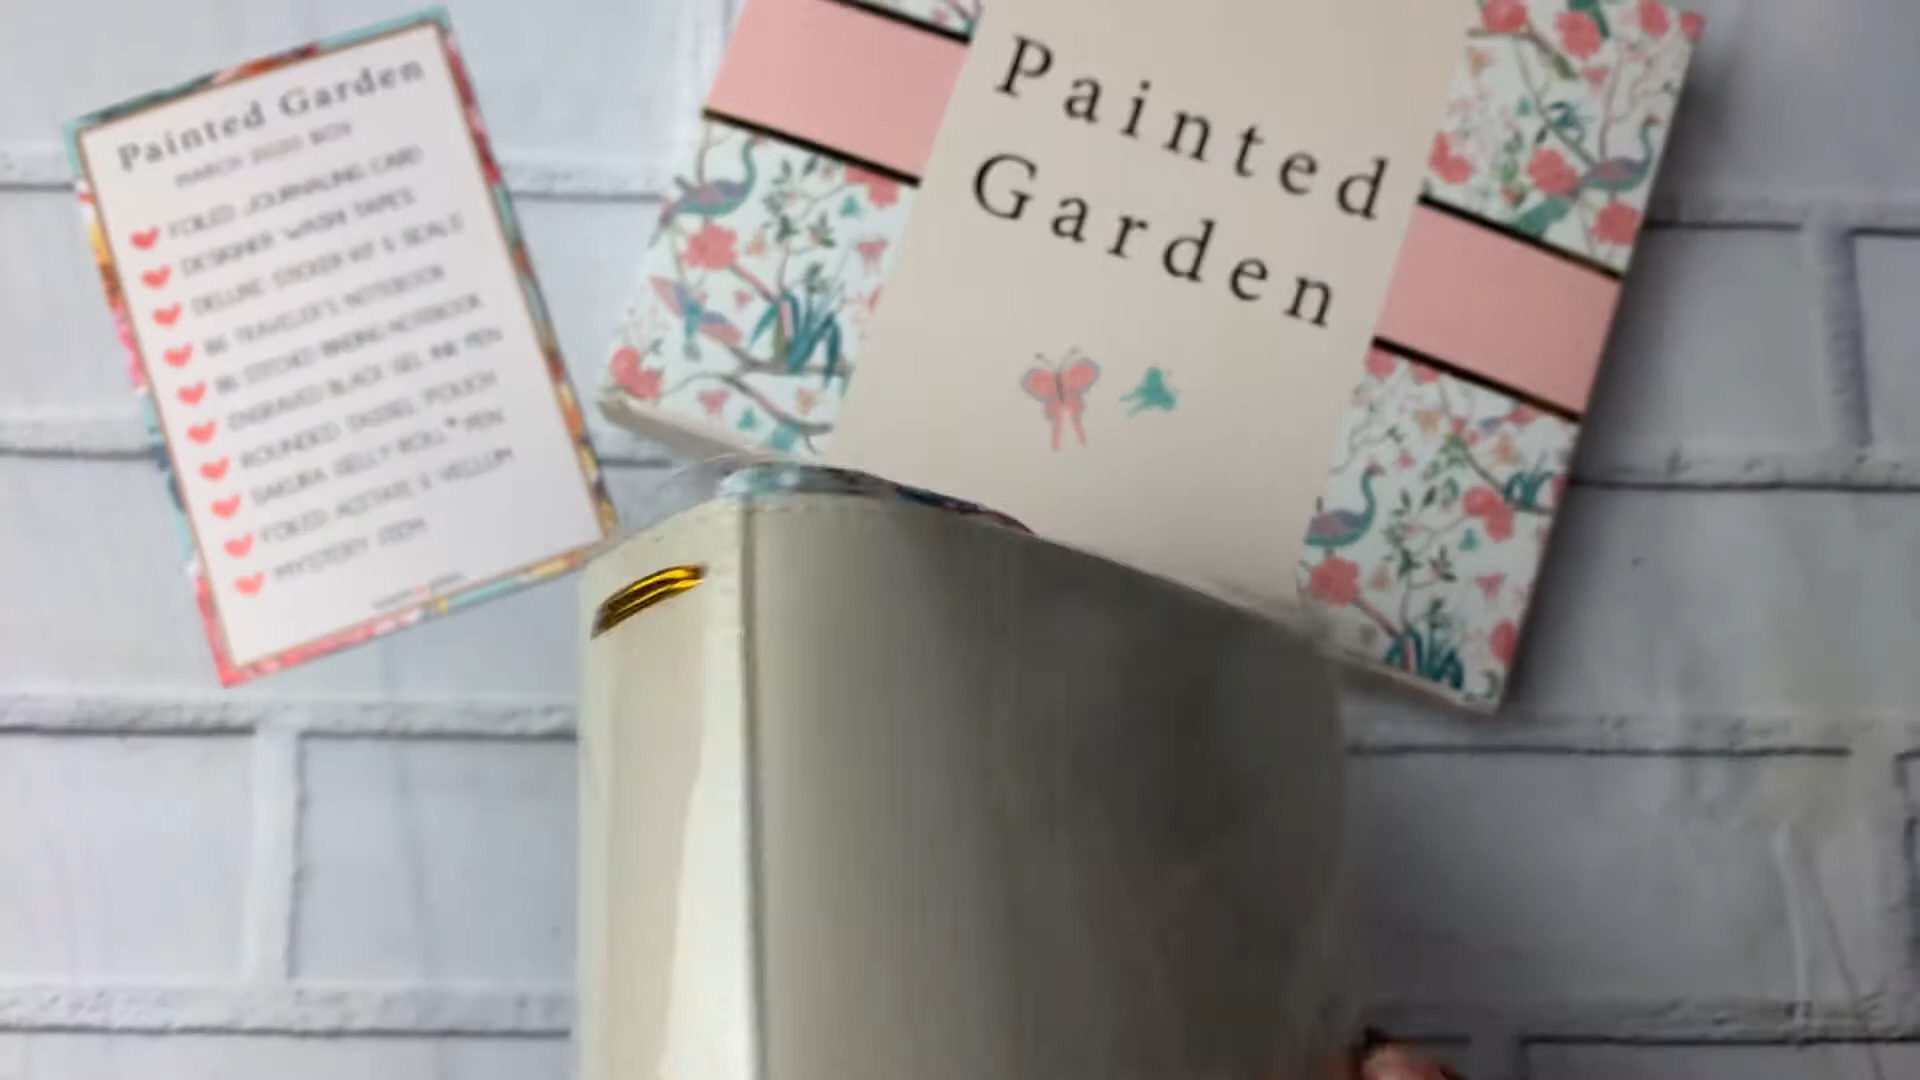 Painted Garden
MARCH 2020 BOX
FOILED JOURNALING CARD
DESIGNER WASHI TAPES
DELUXE STICKER KIT & SEALS
B6 TRAVELER'S NOTEBOOK
B6 STITCHED BINDING NOTEBOOK
ENGRAVED BLACK GEL INK PEN
ROUNDED TASSEL POUCH
SAKURA GELLY ROLL® PEN
FOILED ACETATE & VELLUM
MYSTERY ITEM
Painted
Garden